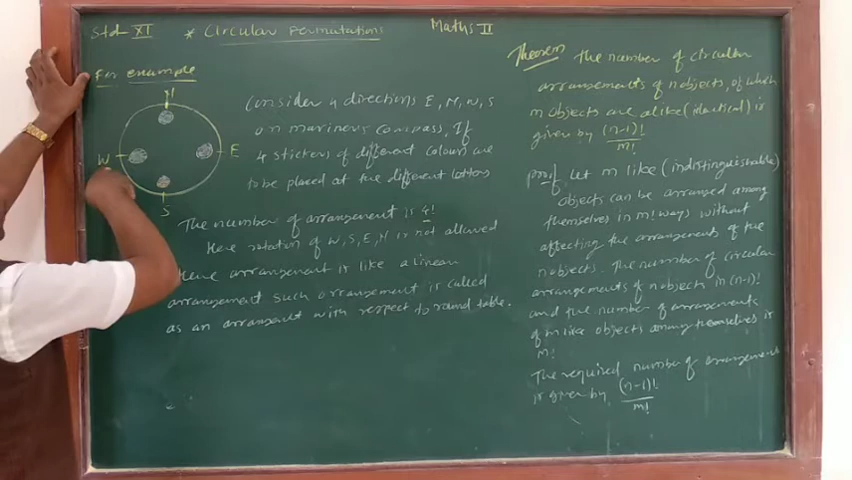 Std XI * Circular Permutations Maths II
For example
N
W
E
S
Consider 4 directions E, N, W, S
on mariners compass, If
4 stickers of different colours are
to be placed at the different letters
The number of arrangement is 4!
Here rotation of W, S, E, N is not allowed
Hence arrangement is like a linear
arrangement such arrangement is called
as an arrangement with respect to round table.
Theorem The number of circular
arrangements of n objects, of which
m objects are alike (identical) is
given by (n-1)!/m!
proof Let m like (indistinguishable)
objects can be arranged among
themselves in m! ways without
affecting the arrangements of the
n objects. The number of circular
arrangements of n objects in (n-1)!
and the number of arrangements
of m like objects among themselves is
m!
The required number of arrangements
is given by (n-1)!/m!